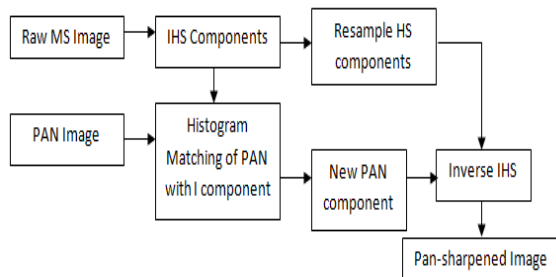 Raw MS Image
IHS Components
Resample HS
components
PAN Image
Histogram
Matching of PAN
with I component
New PAN
component
Inverse IHS
Pan-sharpened Image